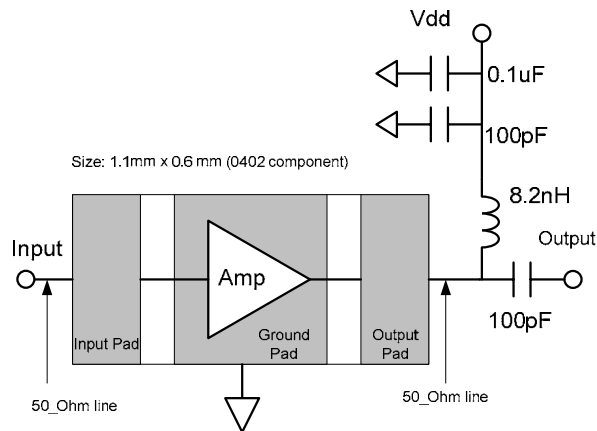 Vdd
0.1uF
100pF
Size: 1.1mm x 0.6 mm (0402 component)
8.2nH
Input
Output
Amp
100pF
Input Pad
Ground
Pad
Output
Pad
50_Ohm line
50_Ohm line